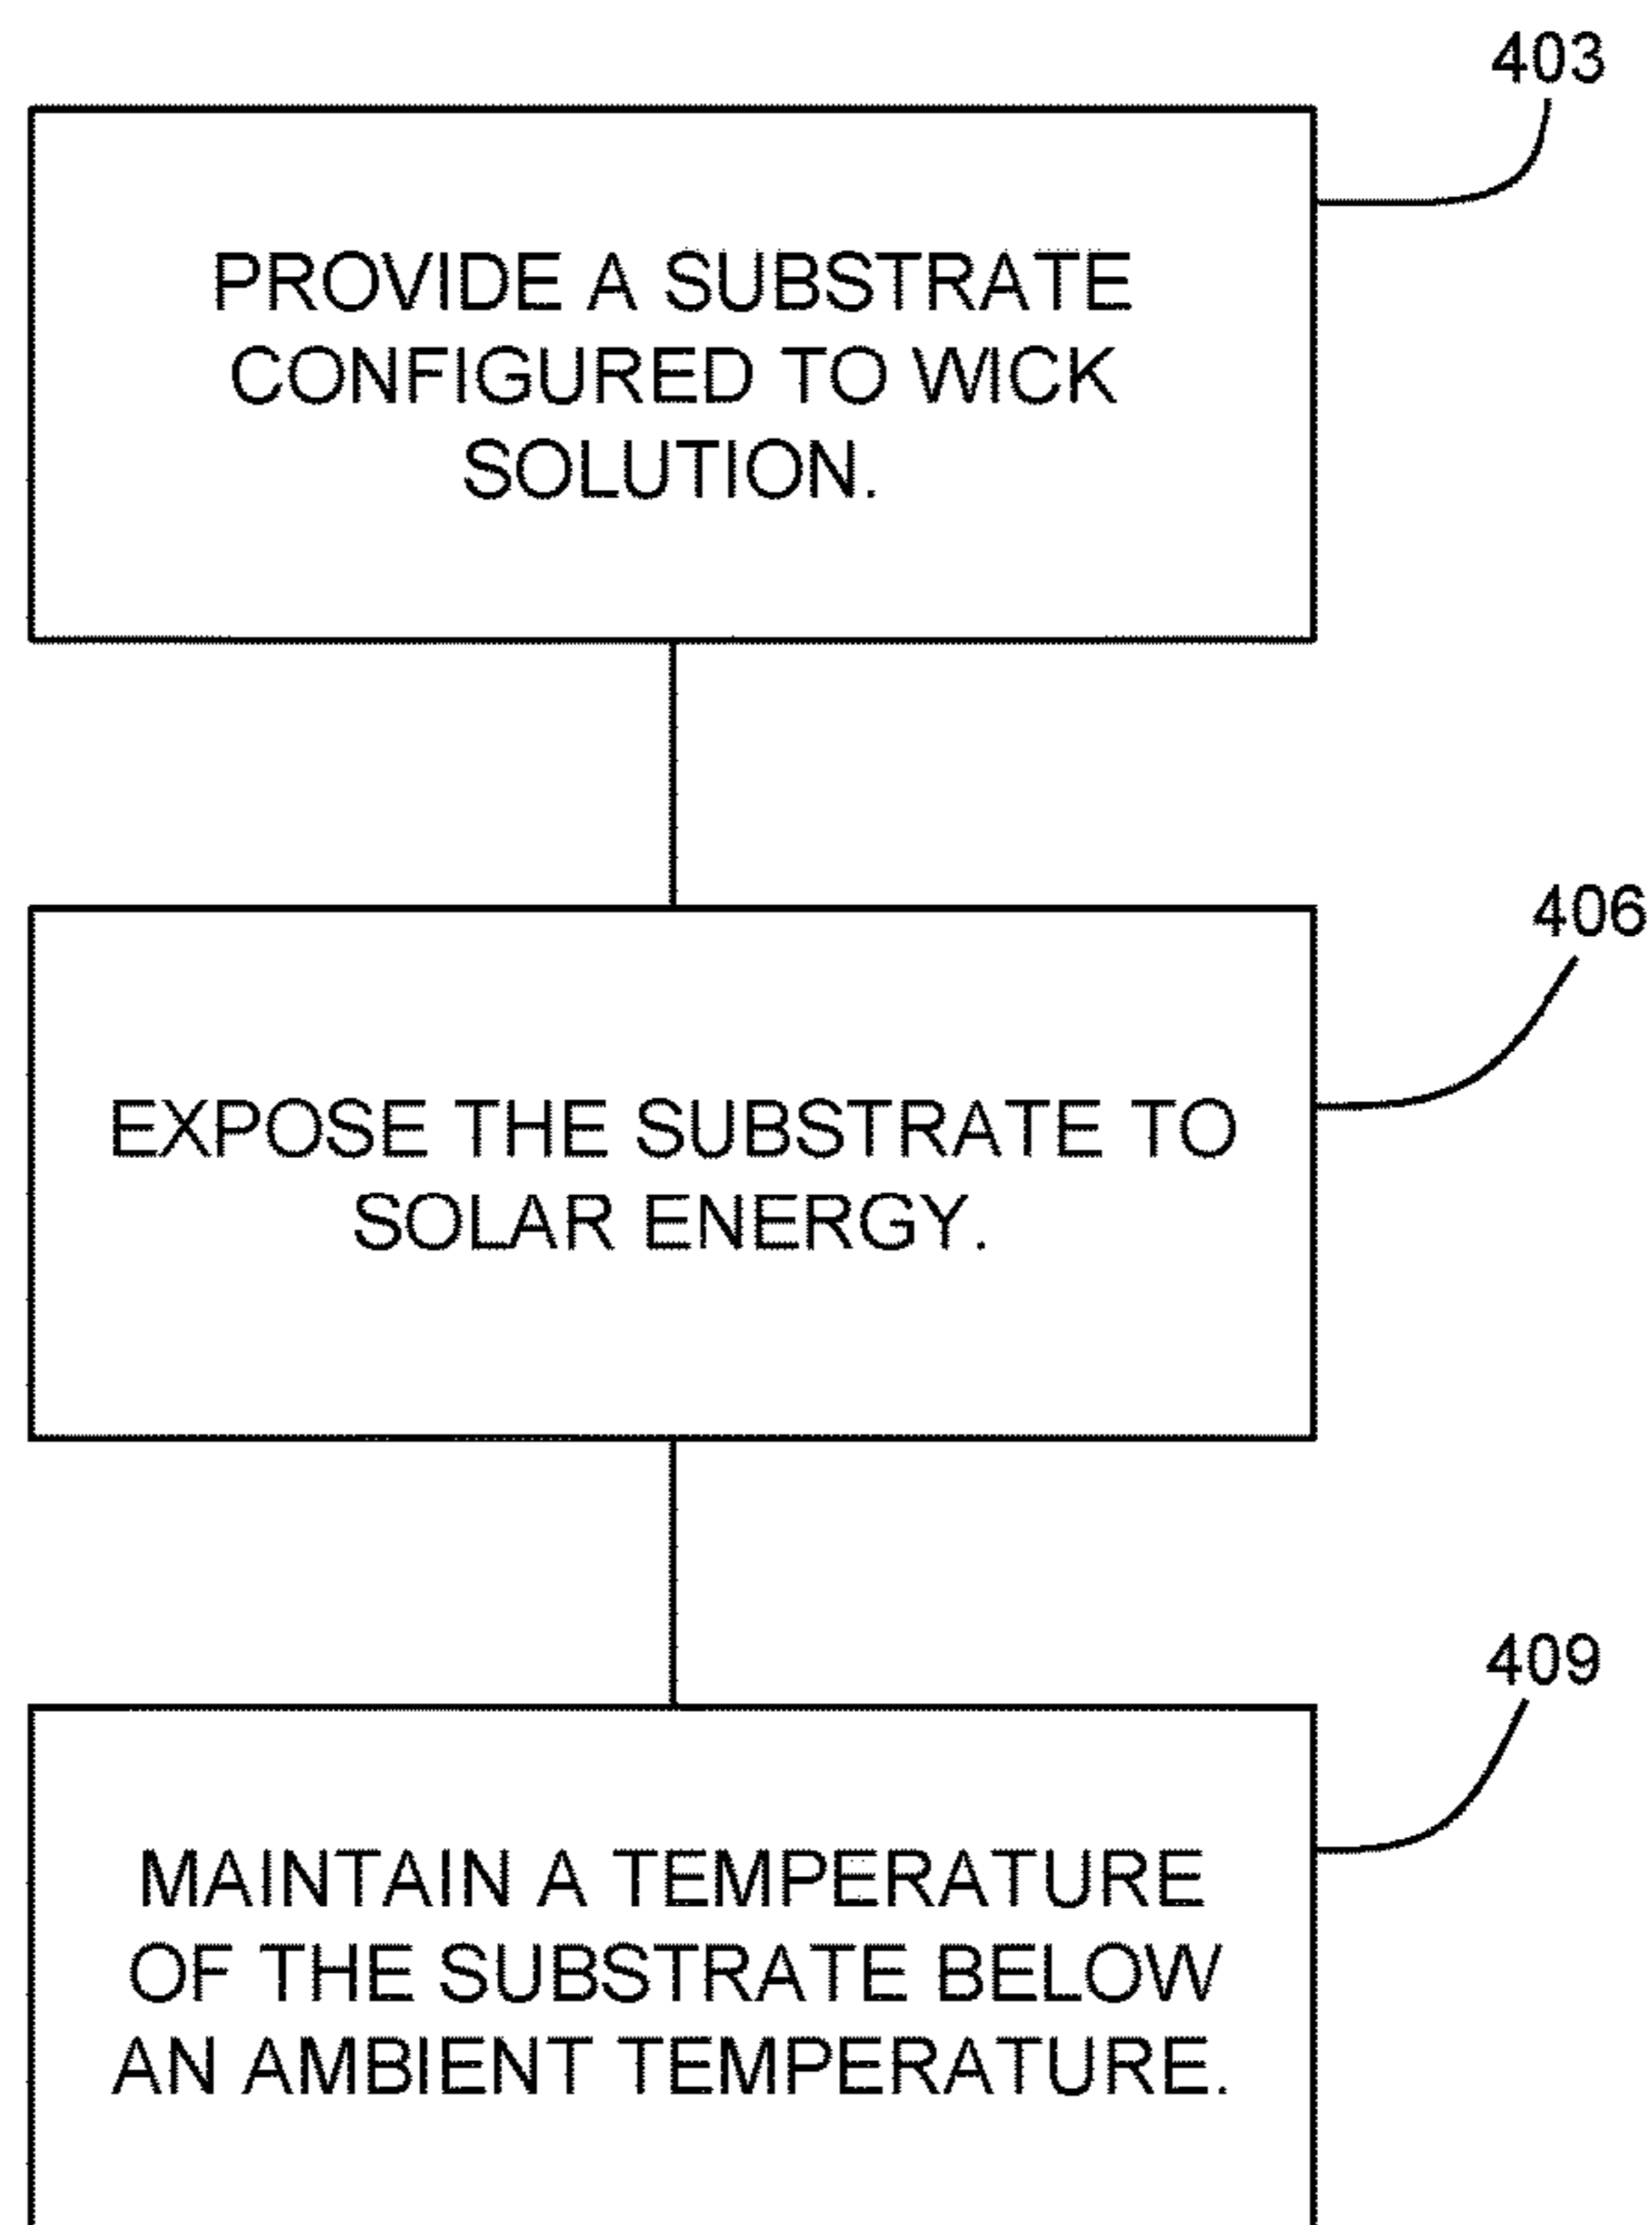 403
PROVIDE A SUBSTRATE
CONFIGURED TO WICK
SOLUTION.
406
EXPOSE THE SUBSTRATE TO
SOLAR ENERGY.
409
MAINTAIN A TEMPERATURE
OF THE SUBSTRATE BELOW
AN AMBIENT TEMPERATURE.